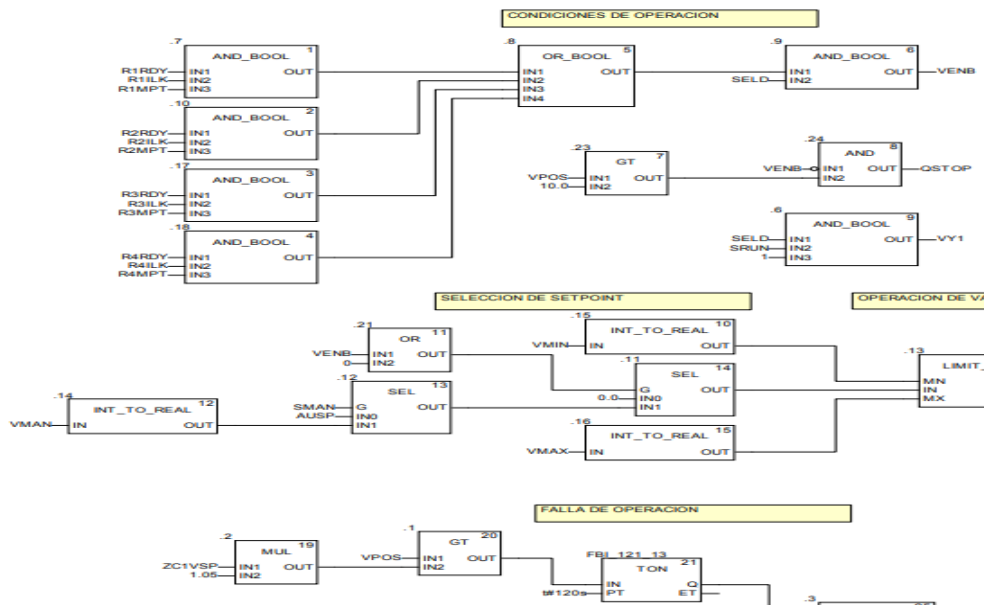 CONDICIONES DE OPERACION
.7
1
AND_BOOL
R1RDY IN1 OUT
R1ILK IN2
R1MPT IN3
.8
5
OR_BOOL
IN1 OUT
IN2
IN3
IN4
.9
6
AND_BOOL
IN1 OUT VENB
SELD IN2
.10
2
AND_BOOL
R2RDY IN1 OUT
R2ILK IN2
R2MPT IN3
.17
3
AND_BOOL
R3RDY IN1 OUT
R3ILK IN2
R3MPT IN3
.18
4
AND_BOOL
R4RDY IN1 OUT
R4ILK IN2
R4MPT IN3
.23
7
GT
VPOS IN1 OUT
10.0 IN2
.24
8
AND
VENB IN1 OUT QSTOP
IN2
.6
9
AND_BOOL
SELD IN1 OUT VY1
SRUN IN2
1 IN3
SELECCION DE SETPOINT
OPERACION DE VA
.21
11
OR
VENB IN1 OUT
0 IN2
.15
10
INT_TO_REAL
VMIN IN OUT
.14
12
INT_TO_REAL
VMAN IN OUT
.12
13
SEL
SMAN G OUT
AUSP IN0
IN1
.11
14
SEL
G OUT
0.0 IN0
IN1
.13
LIMIT_
MN
IN
MX
.16
15
INT_TO_REAL
VMAX IN OUT
FALLA DE OPERACION
.2
19
MUL
ZC1VSP IN1 OUT
1.05 IN2
.1
20
GT
VPOS IN1 OUT
IN2
FBI_121_13
21
TON
IN Q
t#120s PT ET
.3